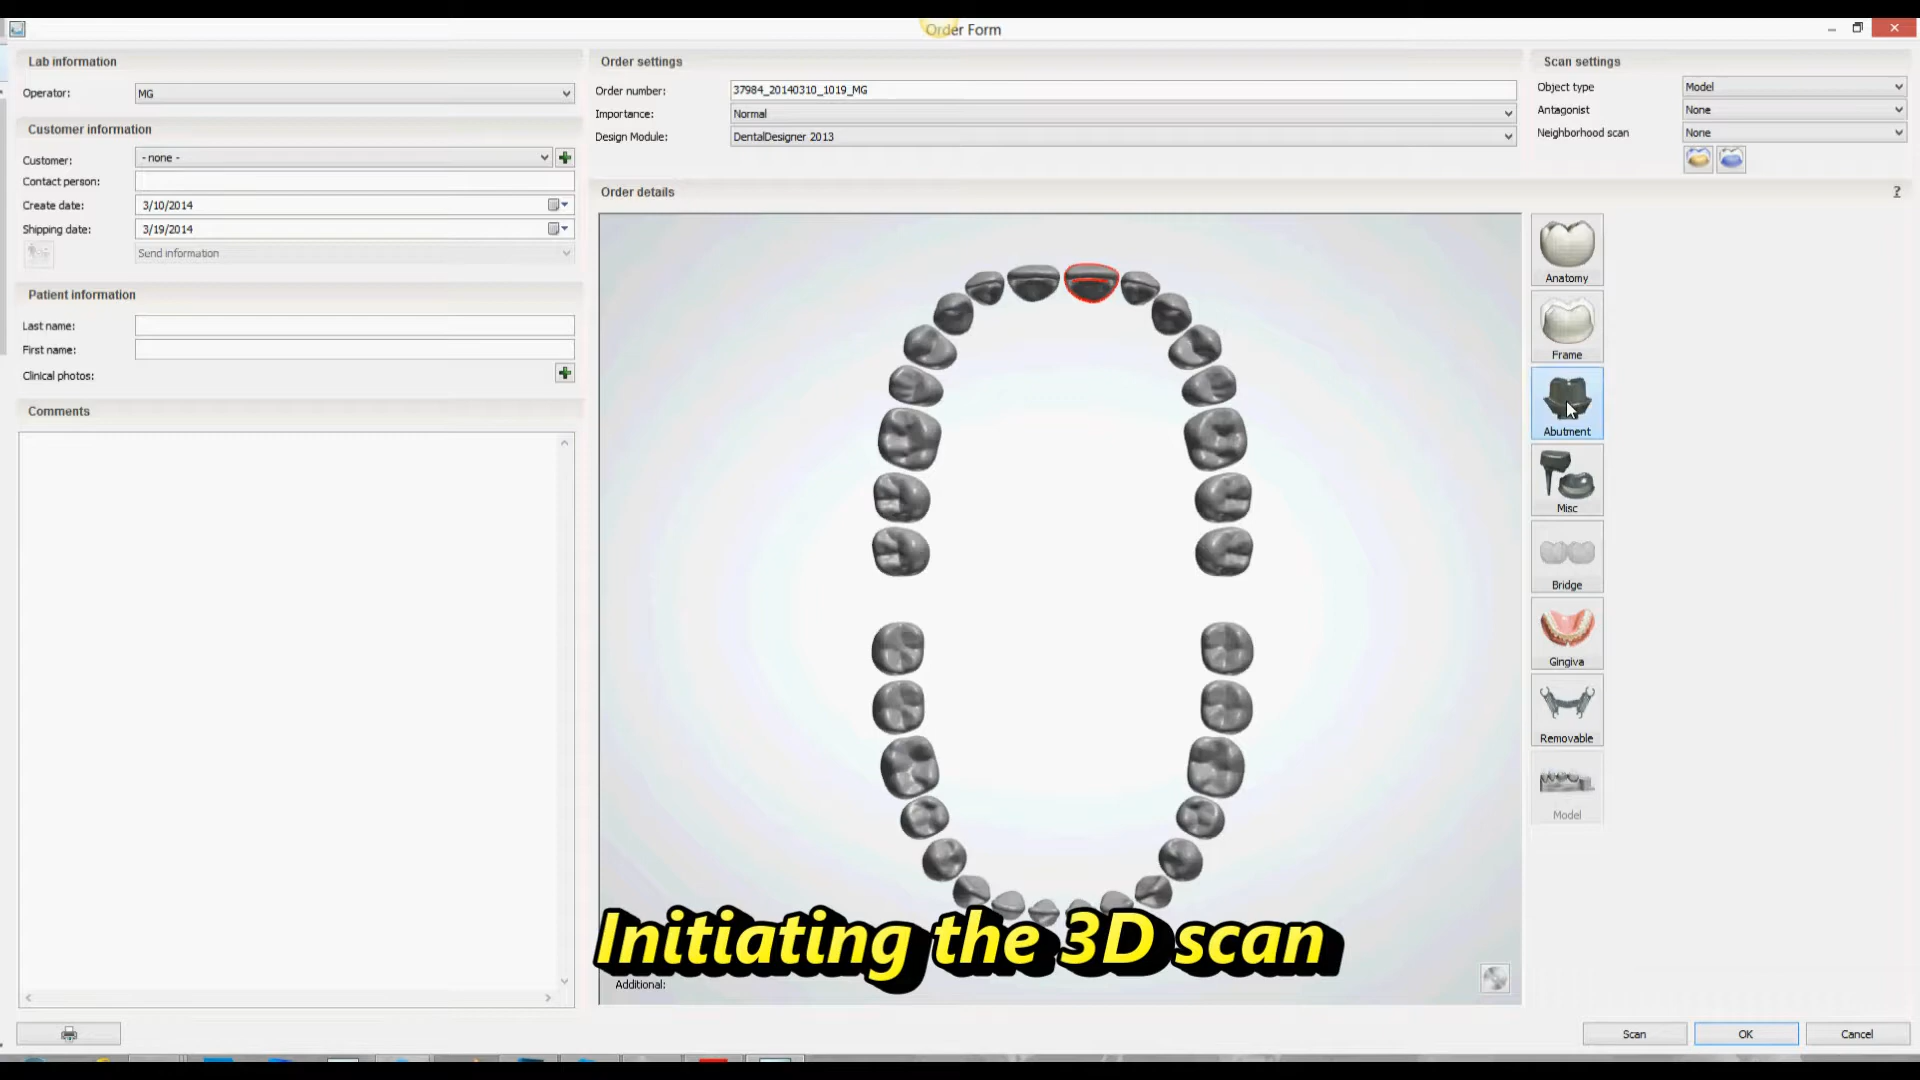 Order Form
Lab information
Operator:
MG
Customer information
Customer:
- none -
Contact person:
Create date:
3/10/2014
Shipping date:
3/19/2014
Send information
Patient information
Last name:
First name:
Clinical photos:
Comments
Order settings
Order number:
37984_20140310_1019_MG
Importance:
Normal
Design Module:
DentalDesigner 2013
Order details
Scan settings
Object type
Model
Antagonist
None
Neighborhood scan
None
?
Anatomy
Frame
Abutment
Misc
Bridge
Gingiva
Removable
Model
Initiating the 3D scan
Additional:
Scan
OK
Cancel